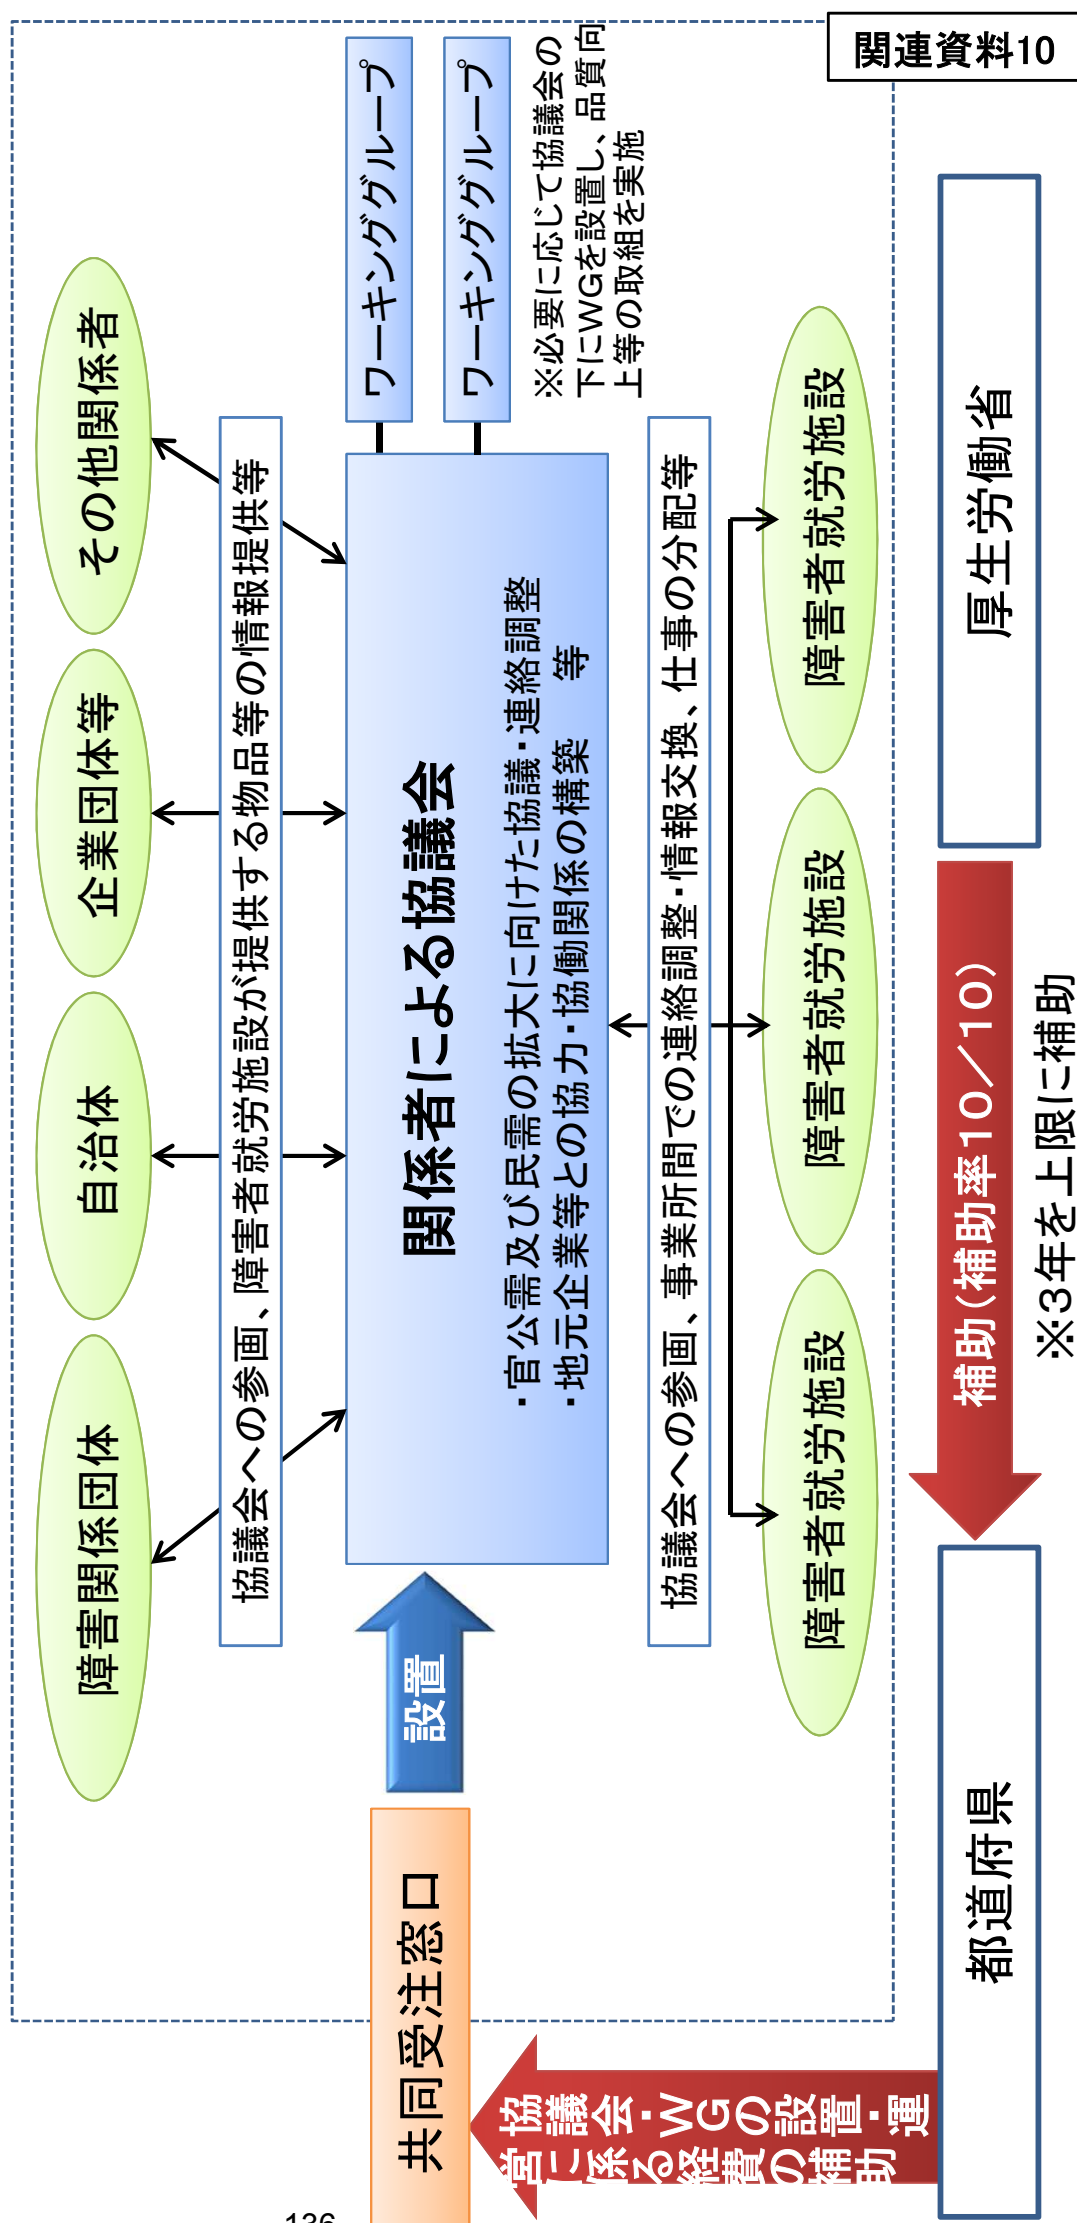 関連資料10
障害関係団体
自治体
企業団体等
その他関係者
協議会への参画、障害者就労施設が提供する物品等の情報提供等
共同受注窓口
設置
関係者による協議会
・官公需及び民需の拡大に向けた協議・連絡調整
・地元企業等との協力・協働関係の構築　等
ワーキンググループ
ワーキンググループ
※必要に応じて協議会の
下にWGを設置し、品質向
上等の取組を実施
協議会への参画、事業所間での連絡調整・情報交換、仕事の分配等
障害者就労施設
障害者就労施設
障害者就労施設
協議会・WGの設置・運
営に係る経費の補助
都道府県
補助（補助率10／10）
※3年を上限に補助
厚生労働省
136